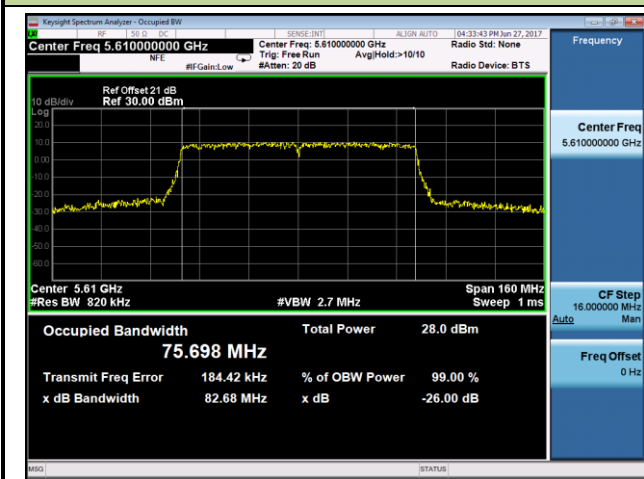 Keysight Spectrum Analyzer - Occupied BW
RF 50 Ω DC SENSE:INT ALIGN AUTO 04:33:43 PM Jun 27, 2017
Center Freq 5.610000000 GHz
NFE
#IFGain:Low
Center Freq: 5.610000000 GHz
Trig: Free Run Avg|Hold:>10/10
#Atten: 20 dB
Radio Std: None
Radio Device: BTS
Frequency
Ref Offset 21 dB
10 dB/div Ref 30.00 dBm
Log
20.0
10.0
0.00
-10.0
-20.0
-30.0
-40.0
-50.0
-60.0
Center 5.61 GHz Span 160 MHz
#Res BW 820 kHz #VBW 2.7 MHz Sweep 1 ms
Occupied Bandwidth Total Power 28.0 dBm
75.698 MHz
Transmit Freq Error 184.42 kHz % of OBW Power 99.00 %
x dB Bandwidth 82.68 MHz x dB -26.00 dB
Center Freq
5.610000000 GHz
CF Step
16.000000 MHz
Auto Man
Freq Offset
0 Hz
MSG STATUS